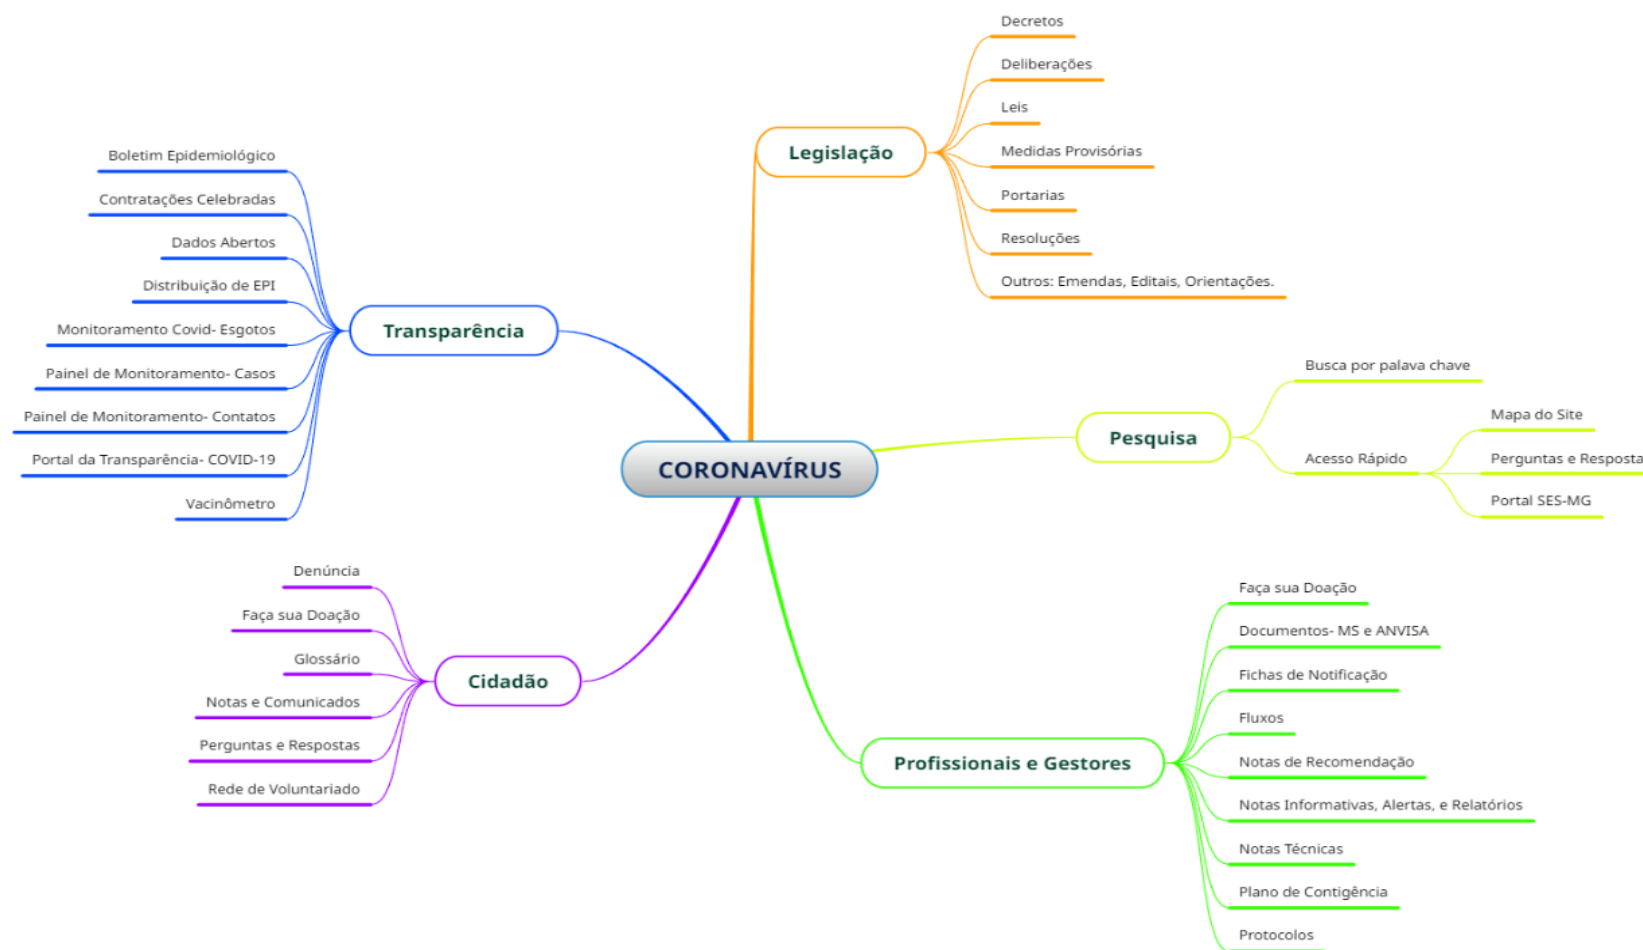 CORONAVÍRUS
Legislação
Decretos
Deliberações
Leis
Medidas Provisórias
Portarias
Resoluções
Outros: Emendas, Editais, Orientações.
Pesquisa
Busca por palava chave
Acesso Rápido
Mapa do Site
Perguntas e Resposta
Portal SES-MG
Profissionais e Gestores
Faça sua Doação
Documentos- MS e ANVISA
Fichas de Notificação
Fluxos
Notas de Recomendação
Notas Informativas, Alertas, e Relatórios
Notas Técnicas
Plano de Contigência
Protocolos
Transparência
Boletim Epidemiológico
Contratações Celebradas
Dados Abertos
Distribuição de EPI
Monitoramento Covid- Esgotos
Painel de Monitoramento- Casos
Painel de Monitoramento- Contatos
Portal da Transparência- COVID-19
Vacinômetro
Cidadão
Denúncia
Faça sua Doação
Glossário
Notas e Comunicados
Perguntas e Respostas
Rede de Voluntariado